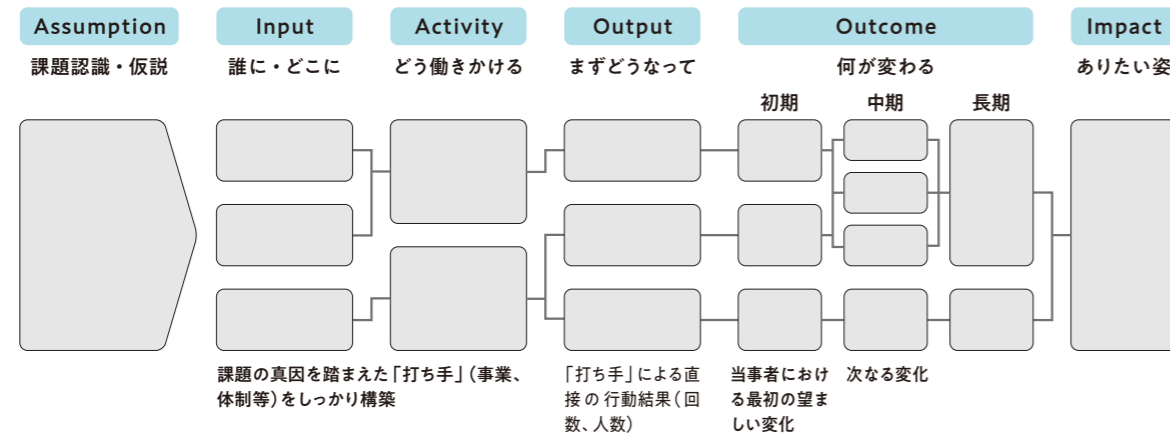 Assumption
Input
Activity
Output
Outcome
Impact
課題認識・仮説
誰に・どこに
どう働きかける
まずどうなって
何が変わる
ありたい姿
初期
中期
長期
課題の真因を踏まえた「打ち手」（事業、
体制等）をしっかり構築
「打ち手」による直
接の行動結果（回
数、人数）
当事者におけ
る最初の望ま
しい変化
次なる変化